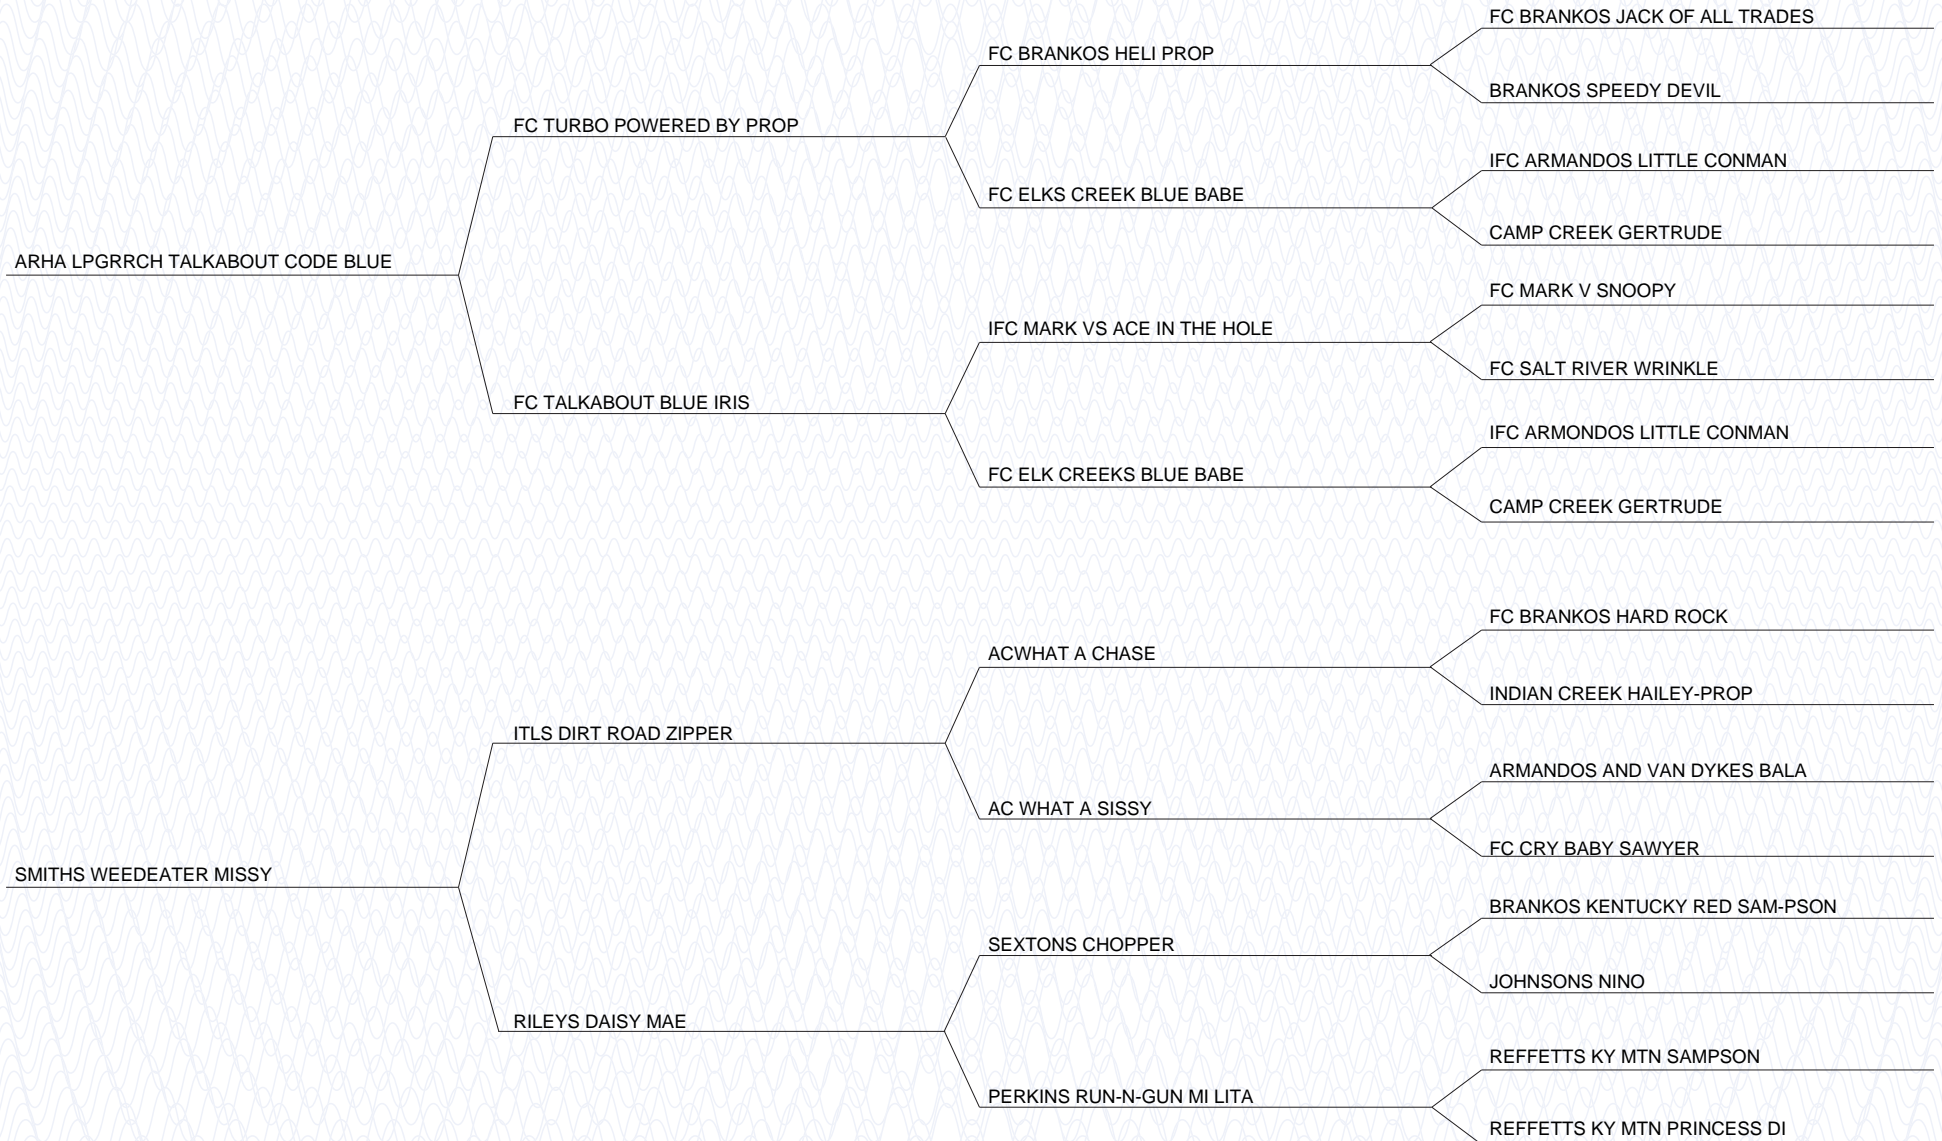 FC BRANKOS JACK OF ALL TRADES
FC BRANKOS HELI PROP
BRANKOS SPEEDY DEVIL
FC TURBO POWERED BY PROP
IFC ARMANDOS LITTLE CONMAN
FC ELKS CREEK BLUE BABE
CAMP CREEK GERTRUDE
ARHA LPGRRCH TALKABOUT CODE BLUE
FC MARK V SNOOPY
IFC MARK VS ACE IN THE HOLE
FC SALT RIVER WRINKLE
FC TALKABOUT BLUE IRIS
IFC ARMONDOS LITTLE CONMAN
FC ELK CREEKS BLUE BABE
CAMP CREEK GERTRUDE
FC BRANKOS HARD ROCK
ACWHAT A CHASE
INDIAN CREEK HAILEY-PROP
ITLS DIRT ROAD ZIPPER
ARMANDOS AND VAN DYKES BALA
AC WHAT A SISSY
FC CRY BABY SAWYER
SMITHS WEEDEATER MISSY
BRANKOS KENTUCKY RED SAM-PSON
SEXTONS CHOPPER
JOHNSONS NINO
RILEYS DAISY MAE
REFFETTS KY MTN SAMPSON
PERKINS RUN-N-GUN MI LITA
REFFETTS KY MTN PRINCESS DI